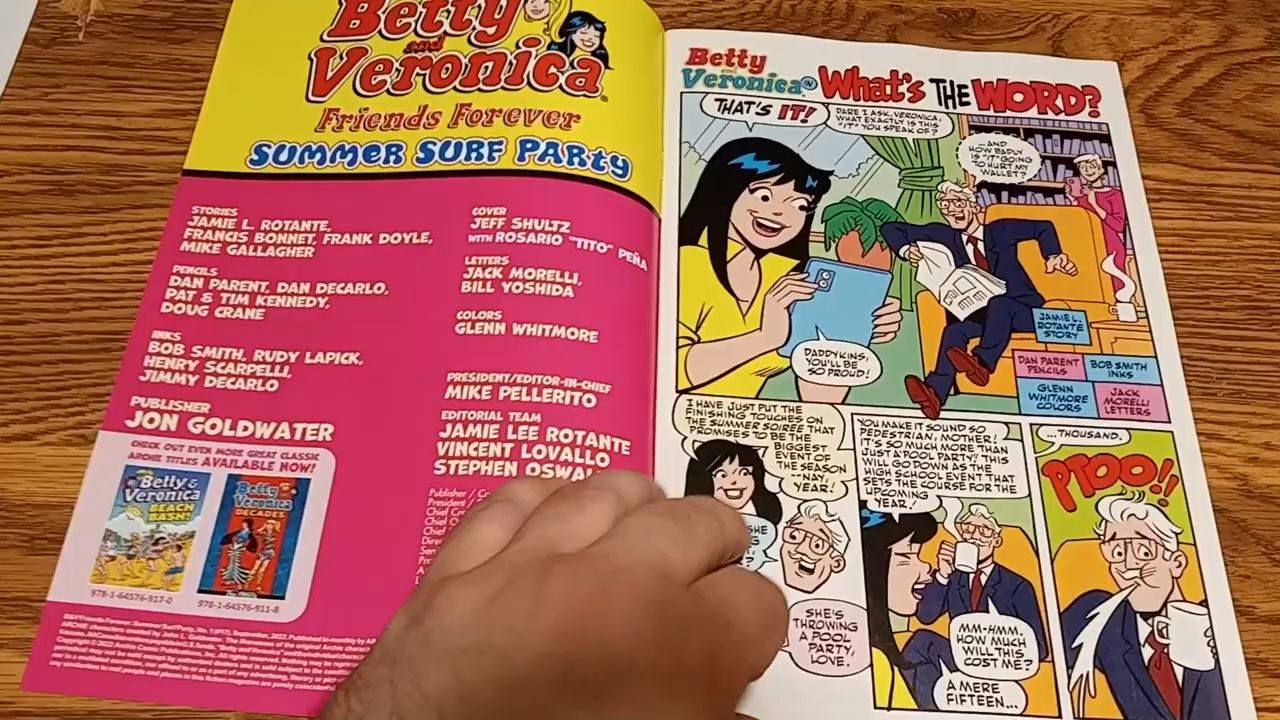 Betty
and
Veronica
Friends Forever
SUMMER SURF PARTY
STORIES
JAMIE L. ROTANTE,
FRANCIS BONNET, FRANK DOYLE,
MIKE GALLAGHER
PENCILS
DAN PARENT, DAN DECARLO,
PAT & TIM KENNEDY,
DOUG CRANE
INKS
BOB SMITH, RUDY LAPICK,
HENRY SCARPELLI,
JIMMY DECARLO
PUBLISHER
JON GOLDWATER
CHECK OUT EVEN MORE GREAT CLASSIC
ARCHIE TITLES AVAILABLE NOW!
Betty &
Veronica
BEACH
BASH!
978-1-64576-917-0
Betty
Veronica
DECADES
978-1-64576-911-8
COVER
JEFF SHULTZ
WITH ROSARIO "TITO" PEÑA
LETTERS
JACK MORELLI,
BILL YOSHIDA
COLORS
GLENN WHITMORE
PRESIDENT/EDITOR-IN-CHIEF
MIKE PELLERITO
EDITORIAL TEAM
JAMIE LEE ROTANTE
VINCENT LOVALLO
STEPHEN OSWA
Publisher /
President /
Betty
and
Veronica IN
WHAT'S THE WORD?
THAT'S IT!
DARE I ASK, VERONICA,
WHAT EXACTLY IS THIS
"IT" YOU SPEAK OF?
...AND
HOW BADLY
IS "IT" GOING
TO HURT MY
WALLET?
DADDYKINS,
YOU'LL BE
SO PROUD!
JAMIE L.
ROTANTE
STORY
DAN PARENT
PENCILS
BOB SMITH
INKS
GLENN
WHITMORE
COLORS
JACK
MORELLI
LETTERS
I HAVE JUST PUT THE
FINISHING TOUCHES ON
THE SUMMER SOIREE THAT
PROMISES TO BE THE
BIGGEST
EVENT OF
THE SEASON
--NAY,
YEAR!
SHE'S
THROWING
A POOL
PARTY,
LOVE.
YOU MAKE IT SOUND SO
PEDESTRIAN, MOTHER!
IT'S SO MUCH MORE THAN
JUST A POOL PARTY! THIS
WILL GO DOWN AS THE
HIGH SCHOOL EVENT THAT
SETS THE COURSE FOR THE
UPCOMING
YEAR!
MM-HMM.
HOW MUCH
WILL THIS
COST ME?
A MERE
FIFTEEN...
...THOUSAND.
PTOO!!